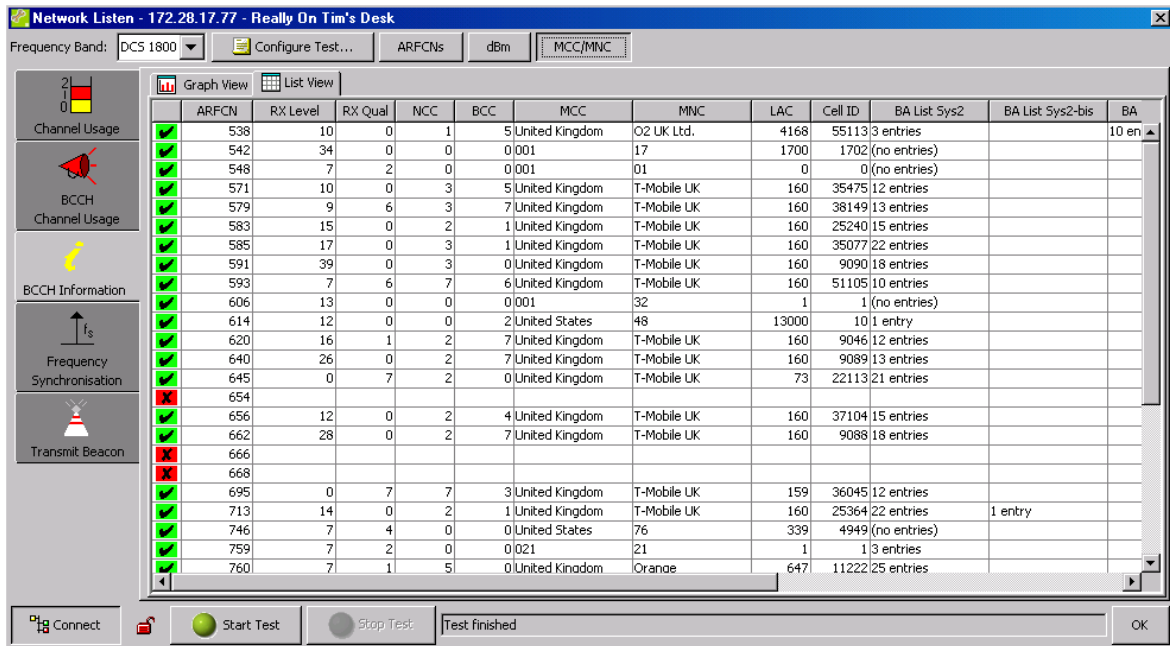 Network Listen - 172.28.17.77 - Really On Tim's Desk
Frequency Band: DCS 1800 Configure Test... ARFCNs dBm MCC/MNC
2
1
0
Channel Usage
BCCH
Channel Usage
i
BCCH Information
fs
Frequency
Synchronisation
Transmit Beacon
Graph View List View
ARFCN RX Level RX Qual NCC BCC MCC MNC LAC Cell ID BA List Sys2 BA List Sys2-bis BA
538 10 0 1 5 United Kingdom O2 UK Ltd. 4168 55113 3 entries 10 en
542 34 0 0 0 001 17 1700 1702 (no entries)
548 7 2 0 0 001 01 0 0 (no entries)
571 10 0 3 5 United Kingdom T-Mobile UK 160 35475 12 entries
579 9 6 3 7 United Kingdom T-Mobile UK 160 38149 13 entries
583 15 0 2 1 United Kingdom T-Mobile UK 160 25240 15 entries
585 17 0 3 1 United Kingdom T-Mobile UK 160 35077 22 entries
591 39 0 3 0 United Kingdom T-Mobile UK 160 9090 18 entries
593 7 6 7 6 United Kingdom T-Mobile UK 160 51105 10 entries
606 13 0 0 0 001 32 1 1 (no entries)
614 12 0 0 2 United States 48 13000 10 1 entry
620 16 1 2 7 United Kingdom T-Mobile UK 160 9046 12 entries
640 26 0 2 7 United Kingdom T-Mobile UK 160 9089 13 entries
645 0 7 2 0 United Kingdom T-Mobile UK 73 22113 21 entries
654
656 12 0 2 4 United Kingdom T-Mobile UK 160 37104 15 entries
662 28 0 2 7 United Kingdom T-Mobile UK 160 9088 18 entries
666
668
695 0 7 7 3 United Kingdom T-Mobile UK 159 36045 12 entries
713 14 0 2 1 United Kingdom T-Mobile UK 160 25364 22 entries 1 entry
746 7 4 0 0 United States 76 339 4949 (no entries)
759 7 2 0 0 021 21 1 1 3 entries
760 7 1 5 0 United Kingdom Orange 647 11222 25 entries
Connect Start Test Stop Test Test finished OK